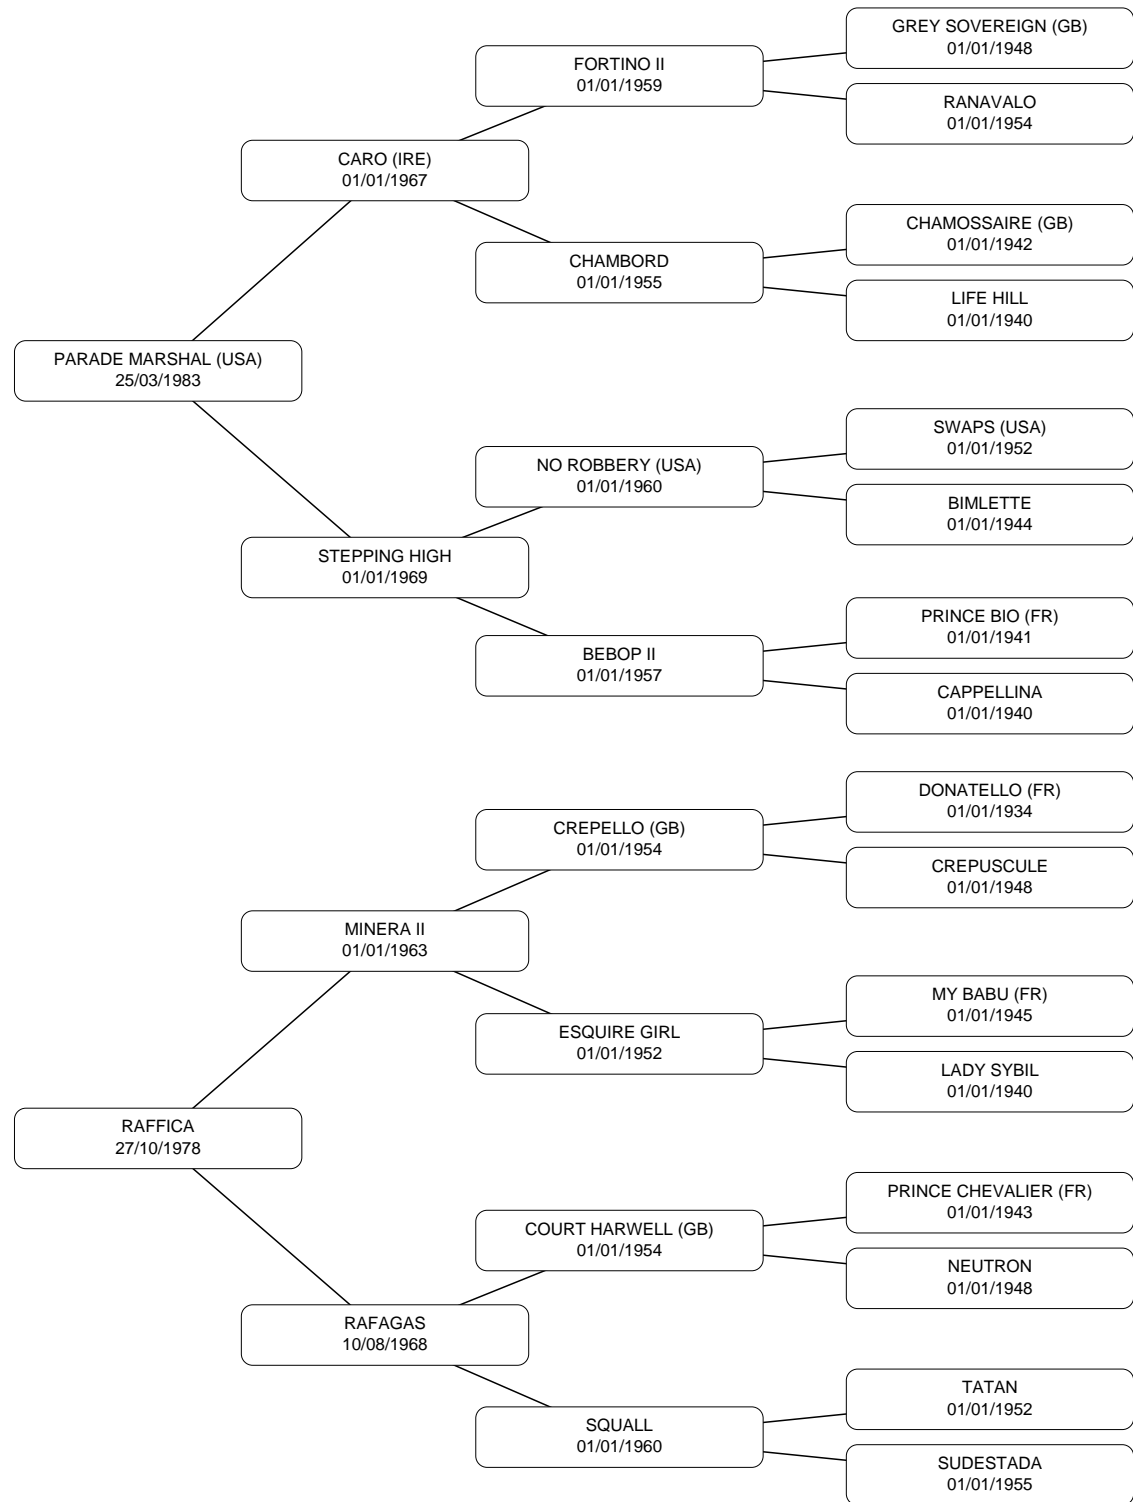 GREY SOVEREIGN (GB)
01/01/1948
FORTINO II
01/01/1959
RANAVALO
01/01/1954
CARO (IRE)
01/01/1967
CHAMOSSAIRE (GB)
01/01/1942
CHAMBORD
01/01/1955
LIFE HILL
01/01/1940
PARADE MARSHAL (USA)
25/03/1983
SWAPS (USA)
01/01/1952
NO ROBBERY (USA)
01/01/1960
BIMLETTE
01/01/1944
STEPPING HIGH
01/01/1969
PRINCE BIO (FR)
01/01/1941
BEBOP II
01/01/1957
CAPPELLINA
01/01/1940
DONATELLO (FR)
01/01/1934
CREPELLO (GB)
01/01/1954
CREPUSCULE
01/01/1948
MINERA II
01/01/1963
MY BABU (FR)
01/01/1945
ESQUIRE GIRL
01/01/1952
LADY SYBIL
01/01/1940
RAFFICA
27/10/1978
PRINCE CHEVALIER (FR)
01/01/1943
COURT HARWELL (GB)
01/01/1954
NEUTRON
01/01/1948
RAFAGAS
10/08/1968
TATAN
01/01/1952
SQUALL
01/01/1960
SUDESTADA
01/01/1955